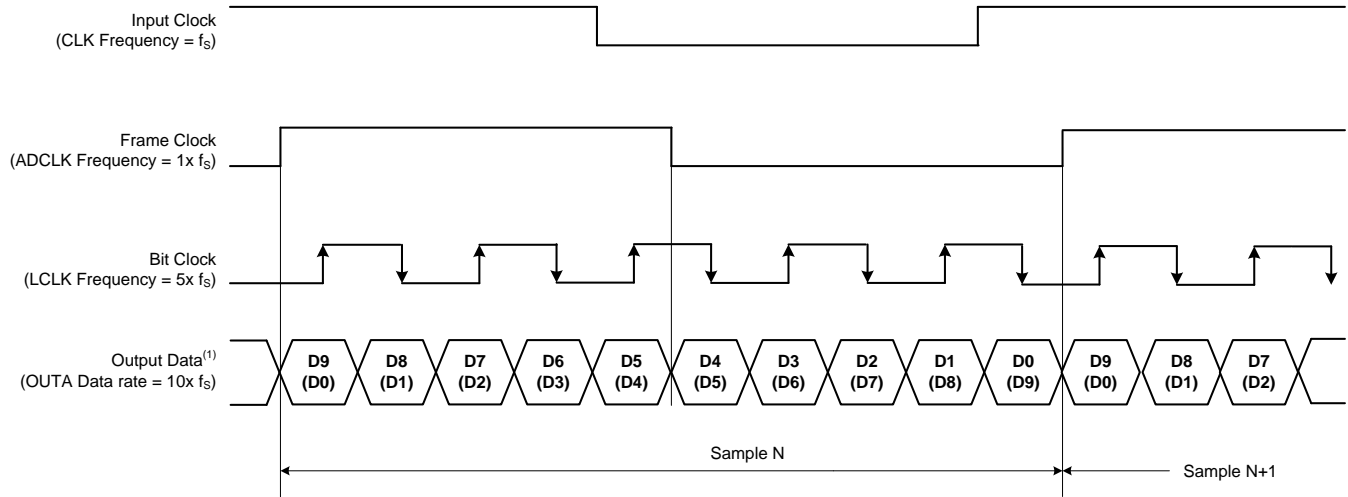 Input Clock
(CLK Frequency = fS)
Frame Clock
(ADCLK Frequency = 1x fS)
Bit Clock
(LCLK Frequency = 5x fS)
Output Data(1)
(OUTA Data rate = 10x fS)
D9 D8 D7 D6 D5 D4 D3 D2 D1 D0 D9 D8 D7
(D0) (D1) (D2) (D3) (D4) (D5) (D6) (D7) (D8) (D9) (D0) (D1) (D2)
Sample N
Sample N+1